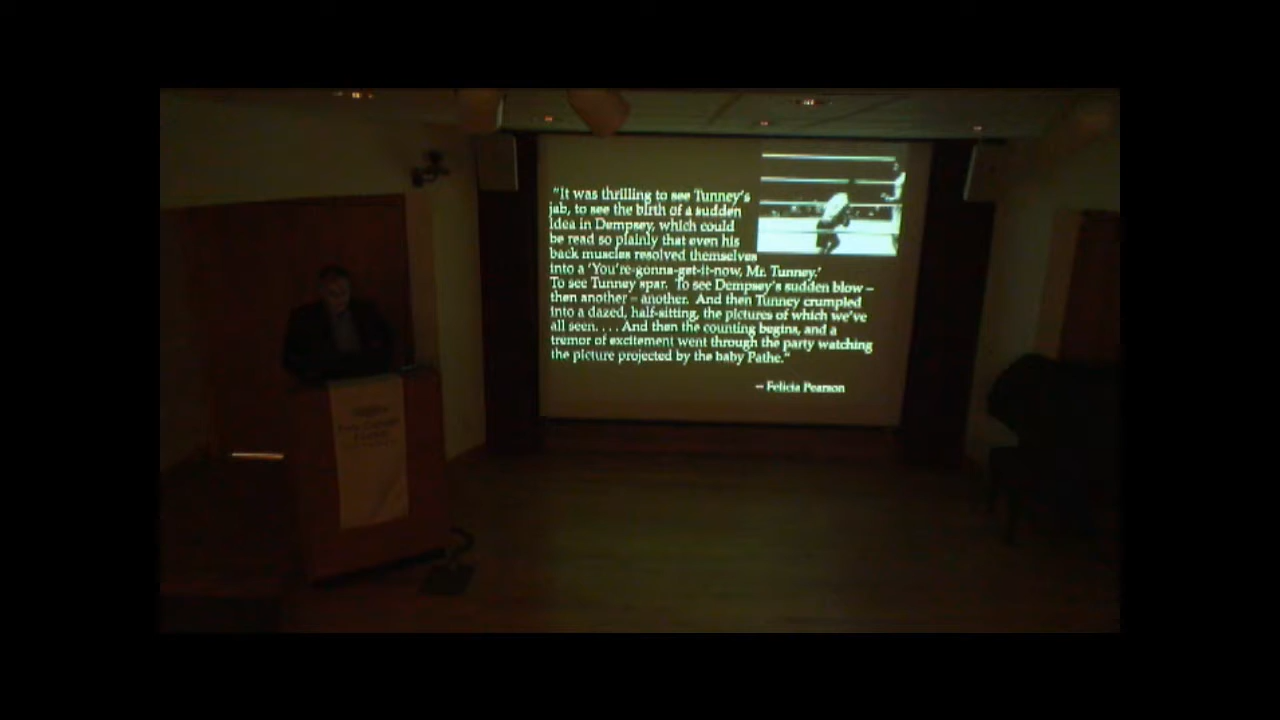 "It was thrilling to see Tunney's
jab, to see the birth of a sudden
idea in Dempsey, which could
be read so plainly that even his
back muscles resolved themselves
into a 'You're-gonna-get-it-now, Mr. Tunney.'
To see Tunney spar. To see Dempsey's sudden blow –
then another – another. And then Tunney crumpled
into a dazed, half-sitting, the pictures of which we've
all seen. . . . And then the counting begins, and a
tremor of excitement went through the party watching
the picture projected by the baby Pathe."
-- Felicia Pearson